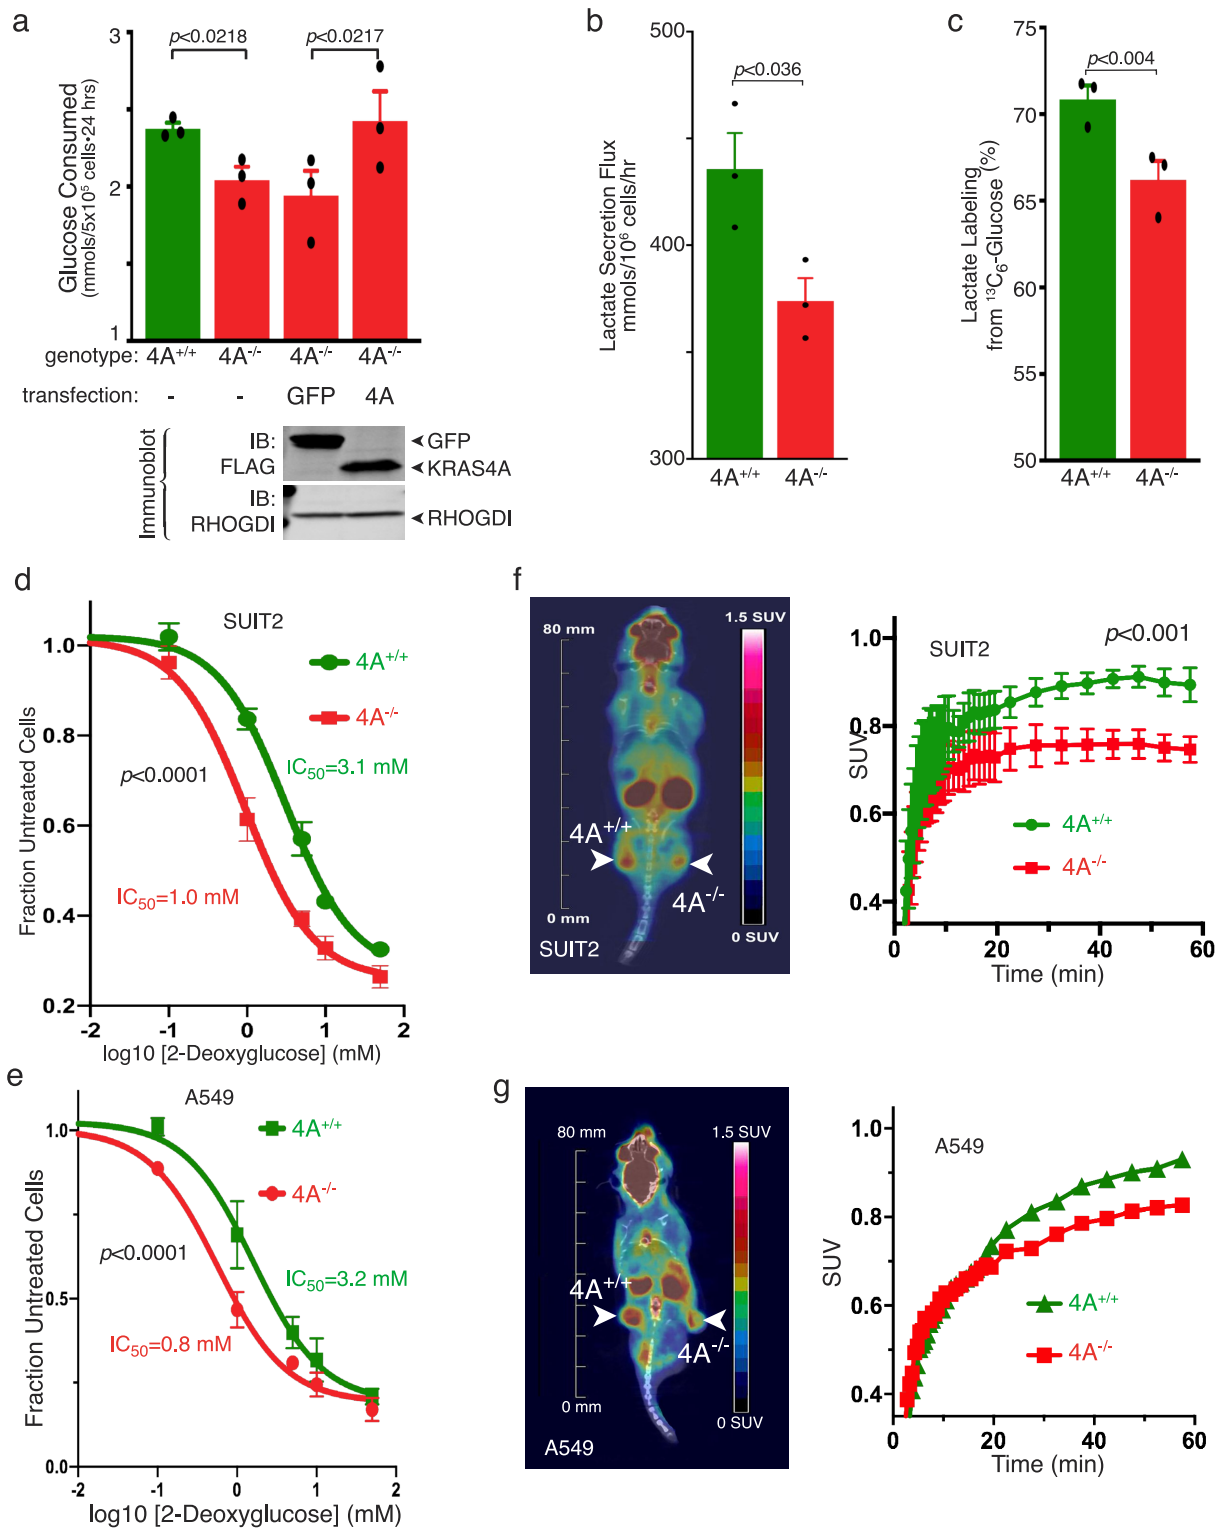 a
Glucose Consumed
(mmols/5x10⁵ cells•24 hrs)
3
2
1
p<0.0218
p<0.0217
genotype: 4A+/+ 4A-/- 4A-/- 4A-/-
transfection: - - GFP 4A
Immunoblot
IB: FLAG
GFP
KRAS4A
IB: RHOGDI
RHOGDI
b
Lactate Secretion Flux
mmols/10⁶ cells/hr
500
400
300
p<0.036
4A+/+ 4A-/-
c
Lactate Labeling
from ¹³C₆-Glucose (%)
75
70
65
60
55
50
p<0.004
4A+/+ 4A-/-
d
SUIT2
Fraction Untreated Cells
1.0
0.8
0.6
0.4
0.2
4A+/+
4A-/-
p<0.0001
IC₅₀=3.1 mM
IC₅₀=1.0 mM
-2 -1 0 1 2
log10 [2-Deoxyglucose] (mM)
e
A549
Fraction Untreated Cells
1.0
0.5
0.0
4A+/+
4A-/-
p<0.0001
IC₅₀=3.2 mM
IC₅₀=0.8 mM
-2 -1 0 1 2
log10 [2-Deoxyglucose] (mM)
f
80 mm
1.5 SUV
4A+/+
4A-/-
0 mm
0 SUV
SUIT2
SUIT2
p<0.001
SUV
1.0
0.8
0.6
0.4
4A+/+
4A-/-
0 20 40 60
Time (min)
g
80 mm
1.5 SUV
4A+/+
4A-/-
0 mm
0 SUV
A549
A549
SUV
1.0
0.8
0.6
0.4
4A+/+
4A-/-
0 20 40 60
Time (min)